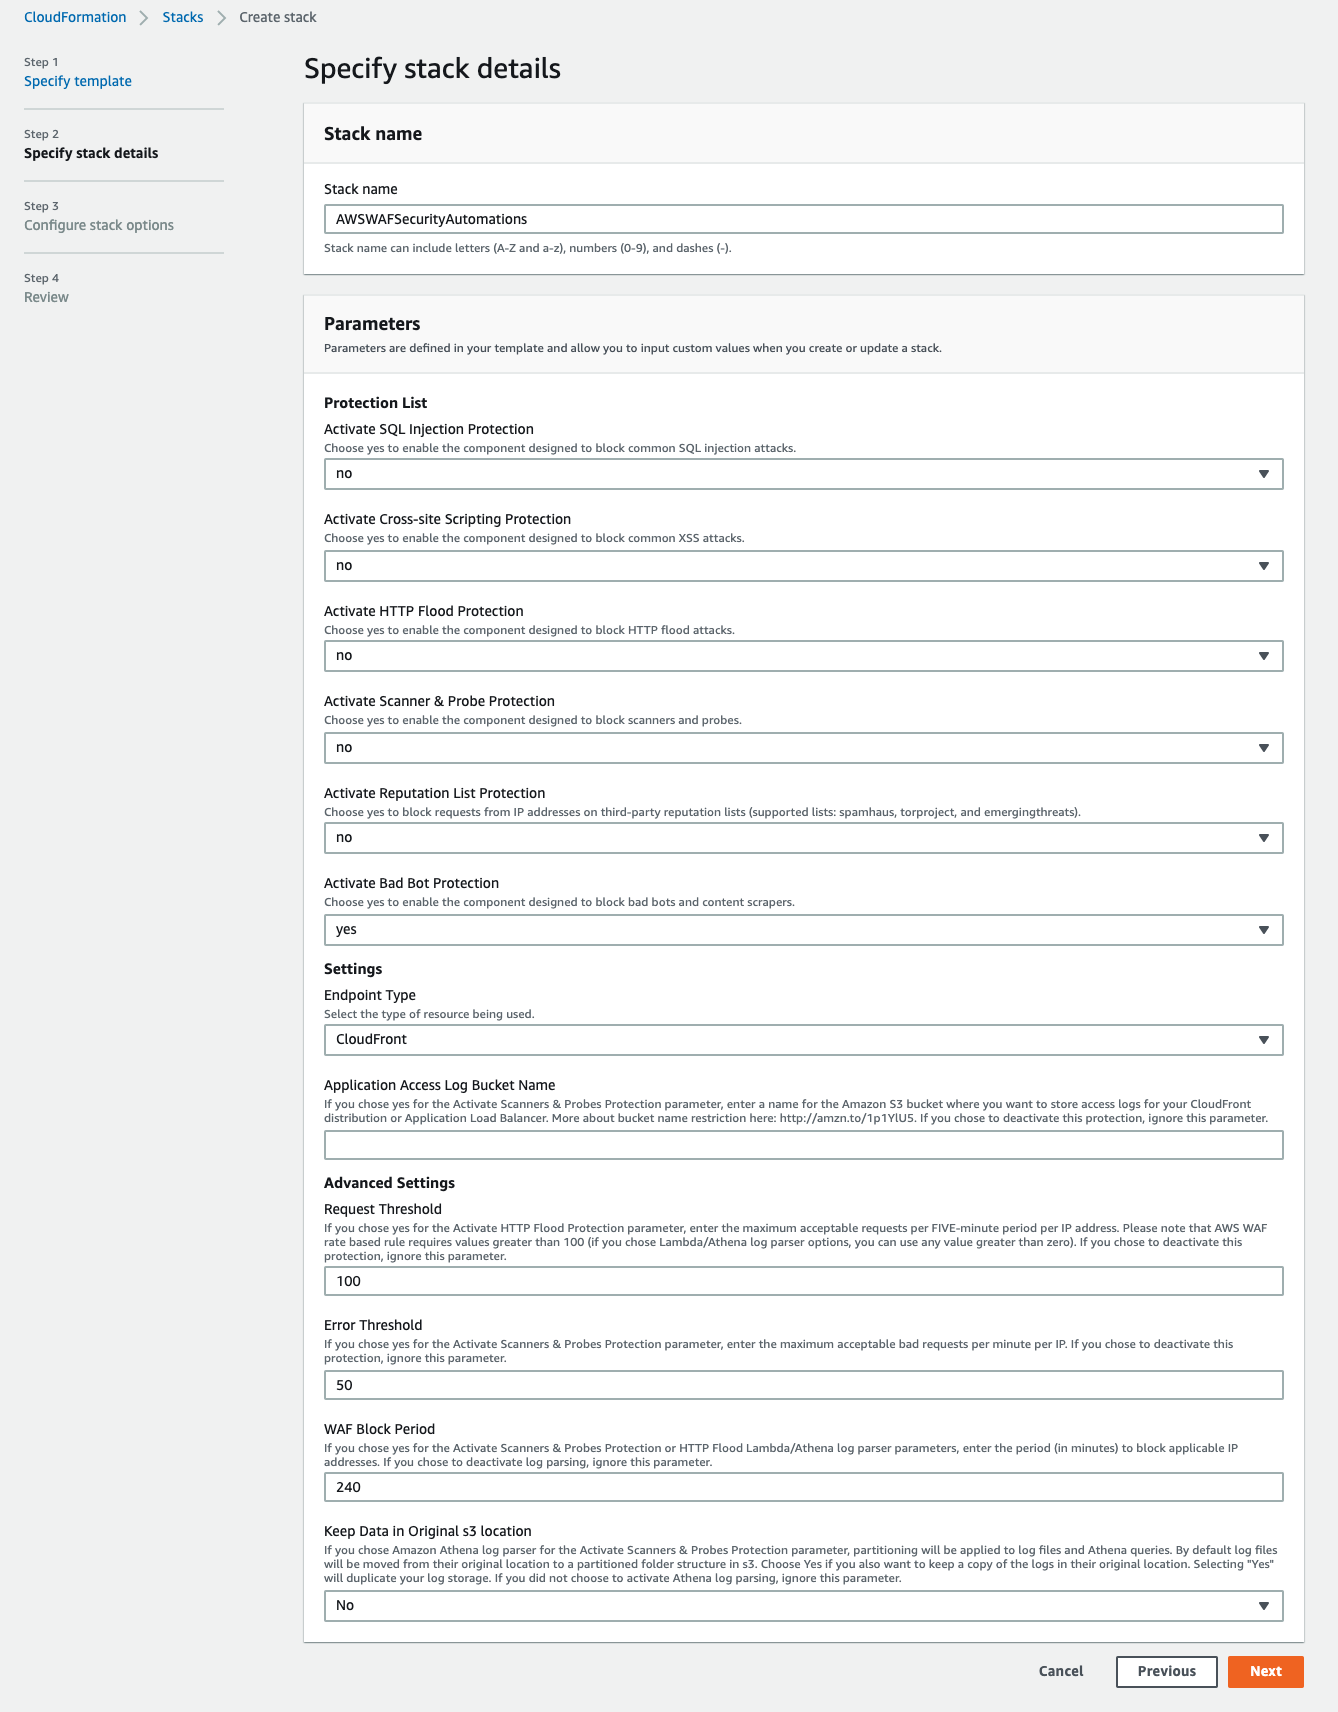 CloudFormation
Stacks
Create stack
Step 1
Specify template
Step 2
Specify stack details
Step 3
Configure stack options
Step 4
Review
Specify stack details
Stack name
Stack name
AWSWAFSecurityAutomations
Stack name can include letters (A-Z and a-z), numbers (0-9), and dashes (-).
Parameters
Parameters are defined in your template and allow you to input custom values when you create or update a stack.
Protection List
Activate SQL Injection Protection
Choose yes to enable the component designed to block common SQL injection attacks.
no
Activate Cross-site Scripting Protection
Choose yes to enable the component designed to block common XSS attacks.
no
Activate HTTP Flood Protection
Choose yes to enable the component designed to block HTTP flood attacks.
no
Activate Scanner & Probe Protection
Choose yes to enable the component designed to block scanners and probes.
no
Activate Reputation List Protection
Choose yes to block requests from IP addresses on third-party reputation lists (supported lists: spamhaus, torproject, and emergingthreats).
no
Activate Bad Bot Protection
Choose yes to enable the component designed to block bad bots and content scrapers.
yes
Settings
Endpoint Type
Select the type of resource being used.
CloudFront
Application Access Log Bucket Name
If you chose yes for the Activate Scanners & Probes Protection parameter, enter a name for the Amazon S3 bucket where you want to store access logs for your CloudFront
distribution or Application Load Balancer. More about bucket name restriction here: http://amzn.to/1p1YlU5. If you chose to deactivate this protection, ignore this parameter.
Advanced Settings
Request Threshold
If you chose yes for the Activate HTTP Flood Protection parameter, enter the maximum acceptable requests per FIVE-minute period per IP address. Please note that AWS WAF
rate based rule requires values greater than 100 (if you chose Lambda/Athena log parser options, you can use any value greater than zero). If you chose to deactivate this
protection, ignore this parameter.
100
Error Threshold
If you chose yes for the Activate Scanners & Probes Protection parameter, enter the maximum acceptable bad requests per minute per IP. If you chose to deactivate this
protection, ignore this parameter.
50
WAF Block Period
If you chose yes for the Activate Scanners & Probes Protection or HTTP Flood Lambda/Athena log parser parameters, enter the period (in minutes) to block applicable IP
addresses. If you chose to deactivate log parsing, ignore this parameter.
240
Keep Data in Original s3 location
If you chose Amazon Athena log parser for the Activate Scanners & Probes Protection parameter, partitioning will be applied to log files and Athena queries. By default log files
will be moved from their original location to a partitioned folder structure in s3. Choose Yes if you also want to keep a copy of the logs in their original location. Selecting "Yes"
will duplicate your log storage. If you did not choose to activate Athena log parsing, ignore this parameter.
No
Cancel
Previous
Next